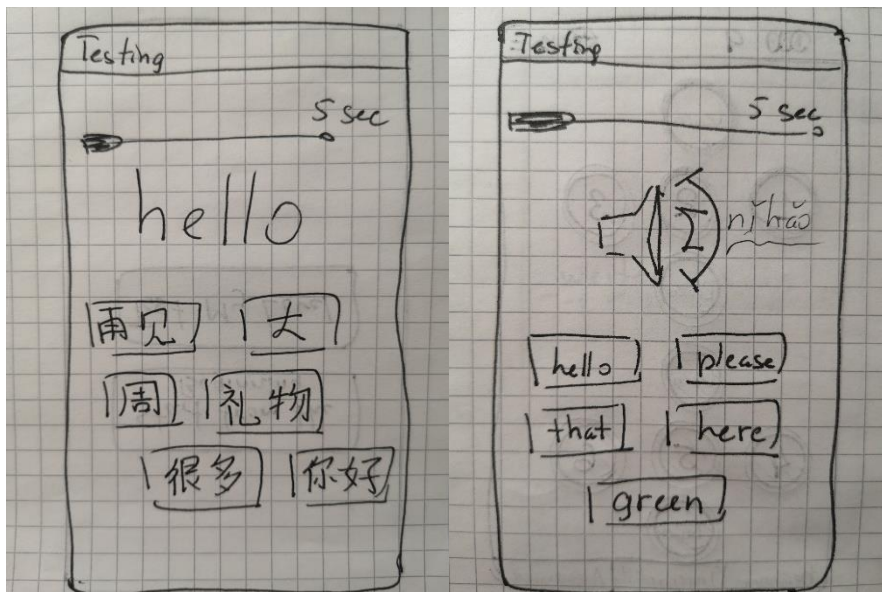 Testing
5 sec
hello
再见 大
周 礼物
很多 你好
Testing
5 sec
nǐ hǎo
hello please
that here
green